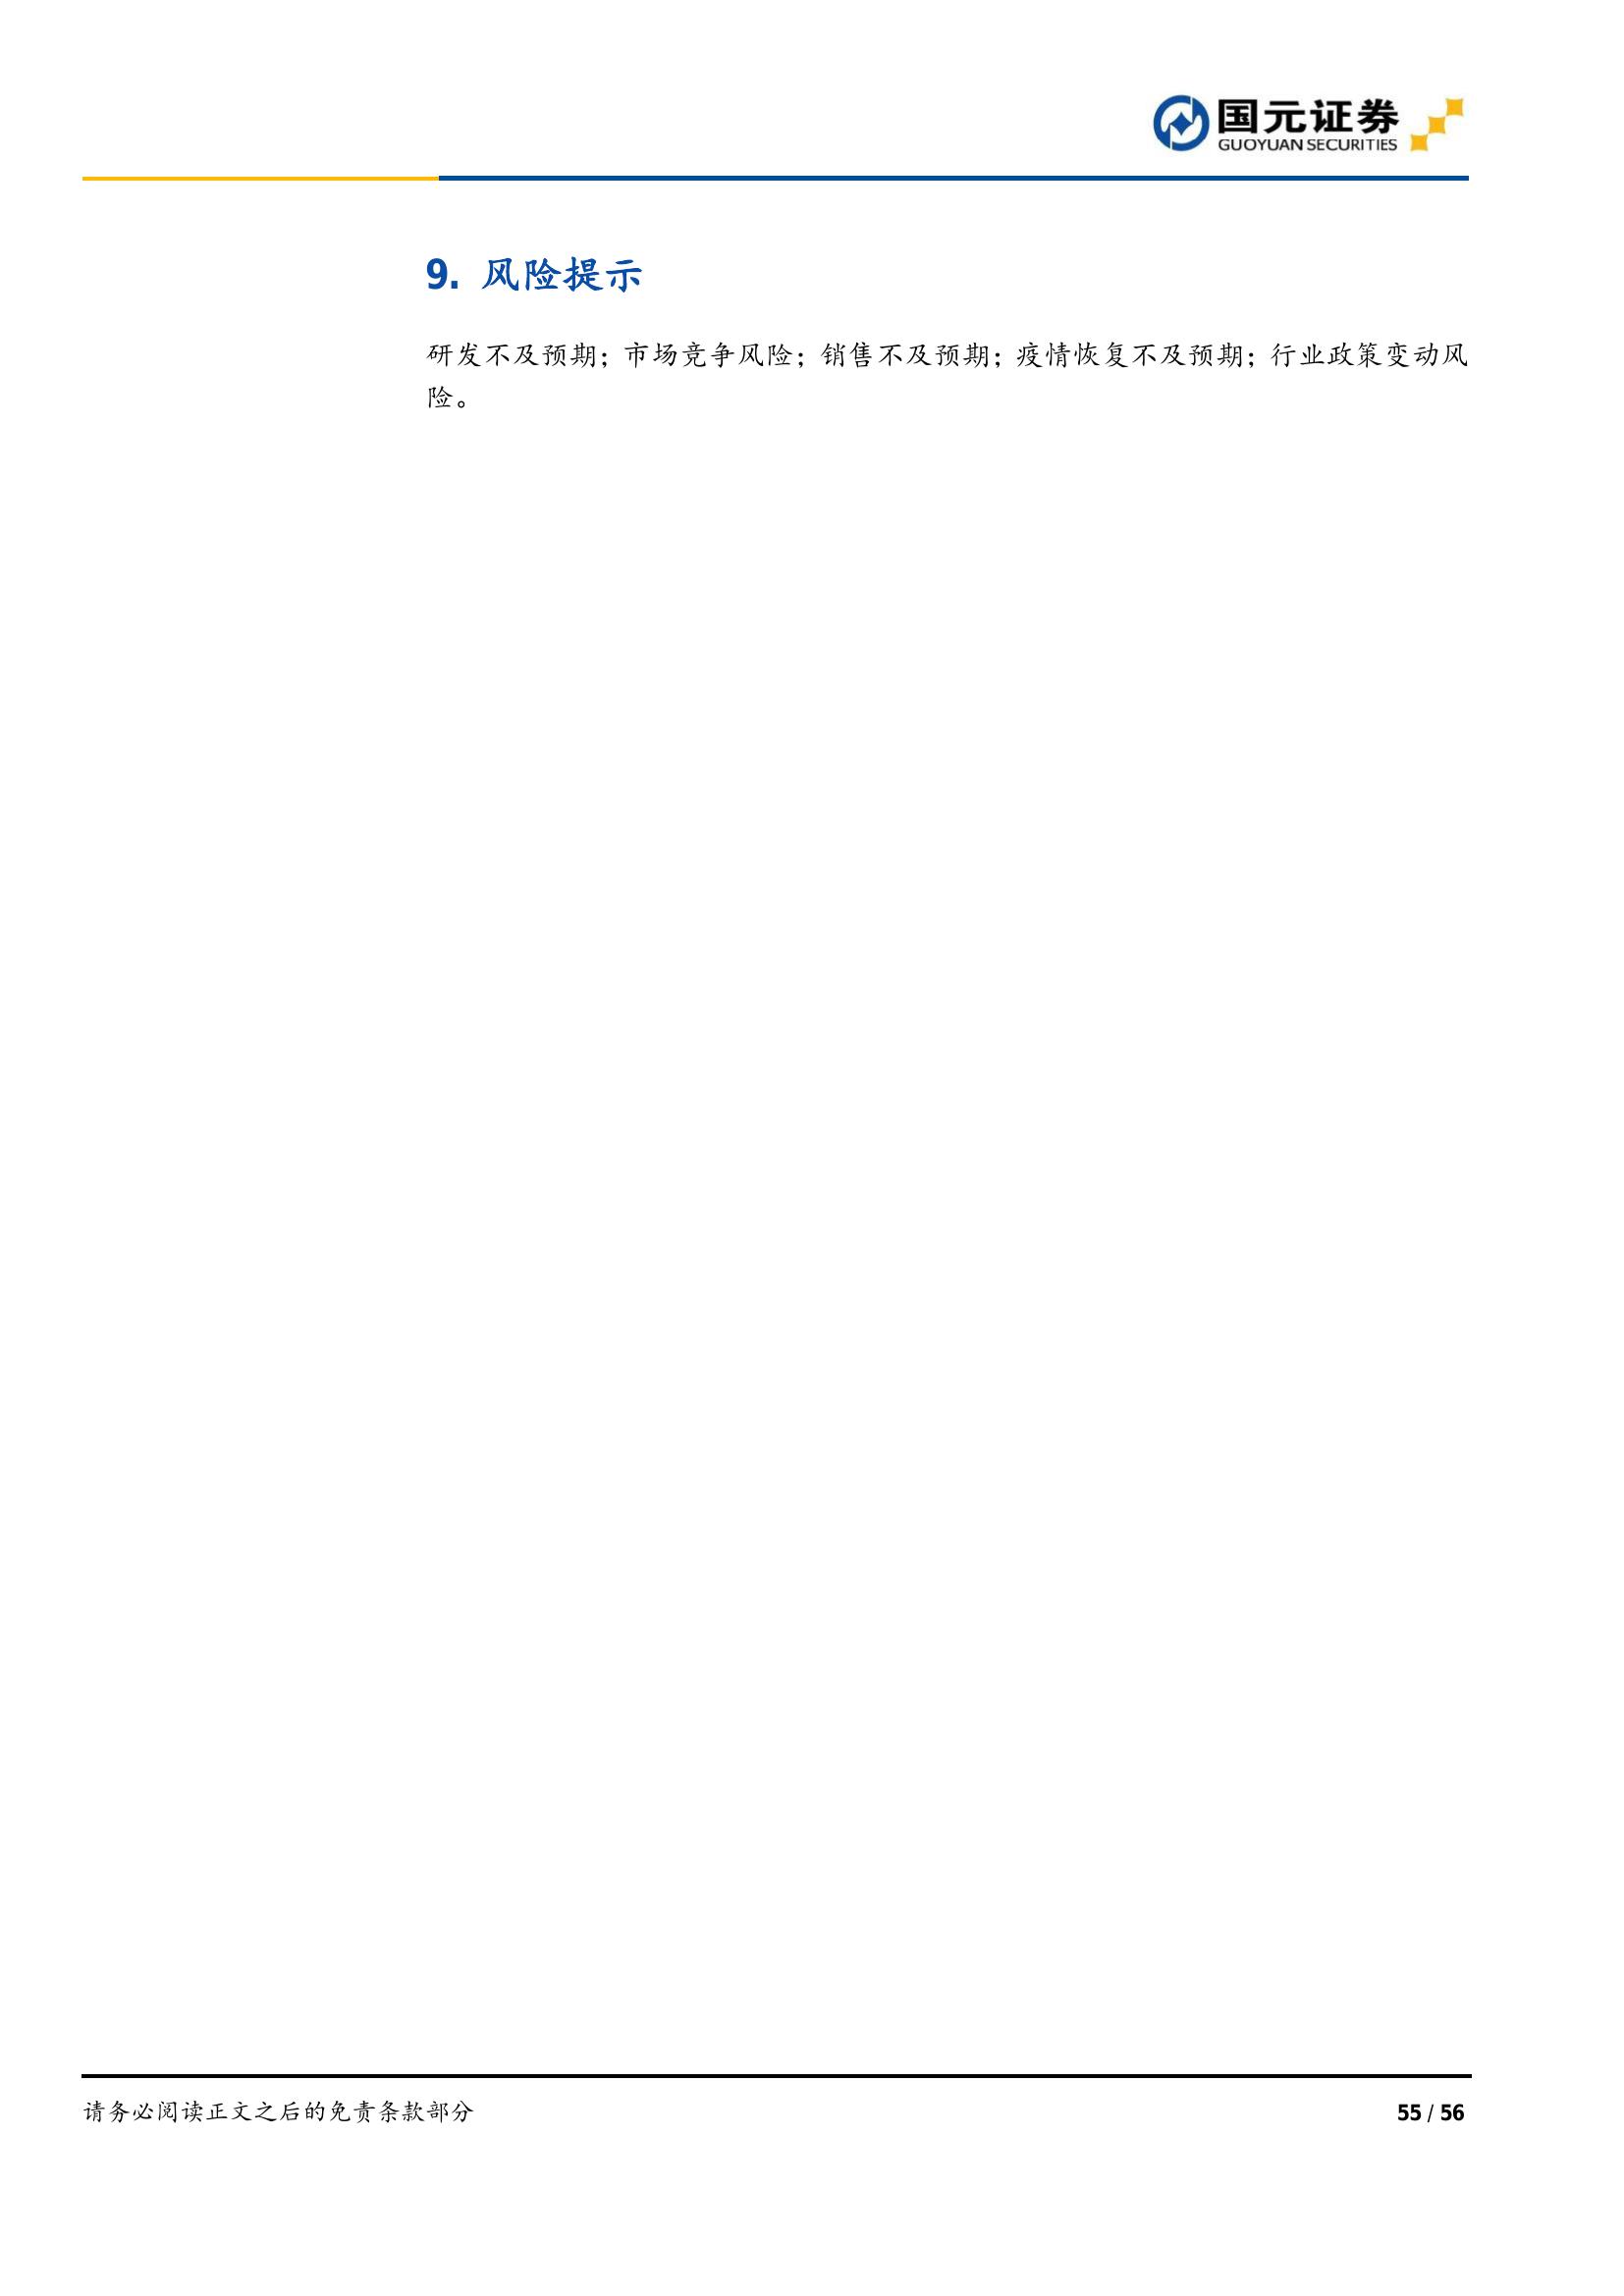 国元证券
GUOYUAN SECURITIES
9. 风险提示
研发不及预期；市场竞争风险；销售不及预期；疫情恢复不及预期；行业政策变动风
险。
请务必阅读正文之后的免责条款部分
55 / 56